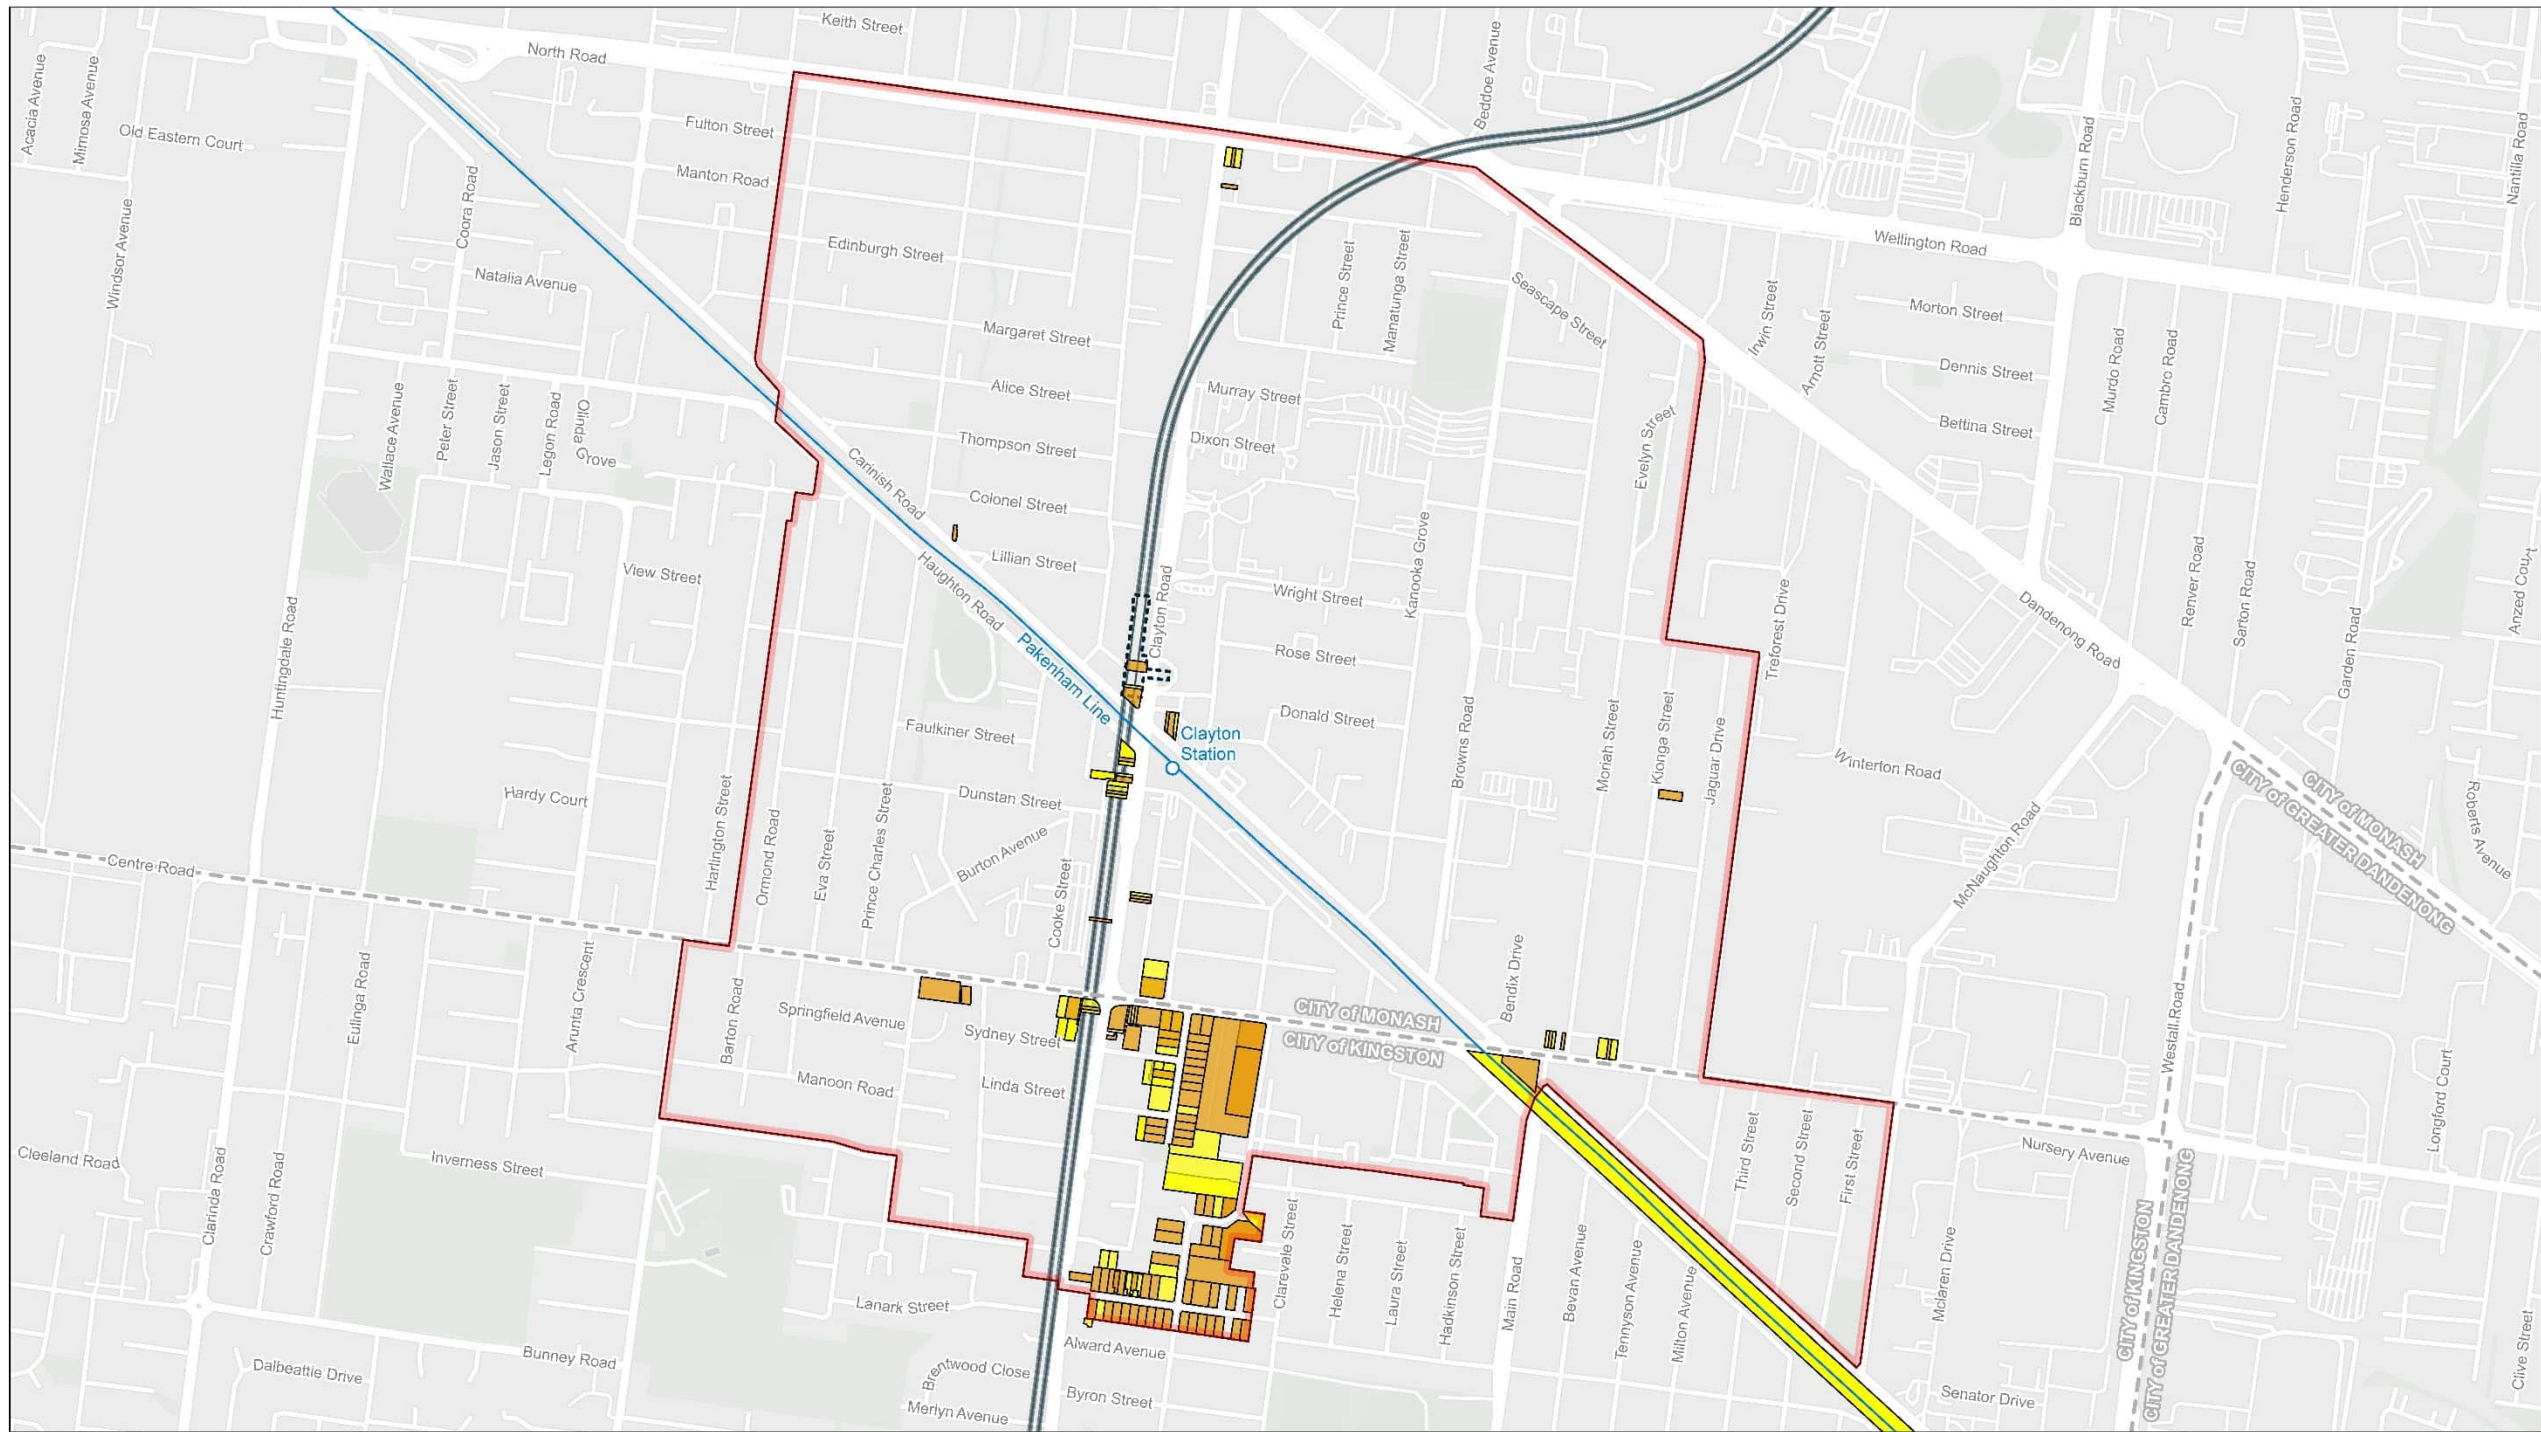 Keith Street
North Road
Beddoe Avenue
Acacia Avenue
Mimosa Avenue
Old Eastern Court
Fulton Street
Manton Road
Coora Road
Windsor Avenue
Blackburn Road
Henderson Road
Nantilla Road
Wellington Road
Edinburgh Street
Natalia Avenue
Prince Street
Manatunga Street
Seascape Street
Irwin Street
Arnott Street
Morton Street
Margaret Street
Murdo Road
Cambro Road
Dennis Street
Alice Street
Murray Street
Wallace Avenue
Peter Street
Jason Street
Legon Road
Olinda
Grove
Bettina Street
Thompson Street
Dixon Street
Evelyn Street
Carinish Road
Colonel Street
Lillian Street
Haughton Road
View Street
Clayton Road
Wright Street
Kanooka Grove
Treforest Drive
Dandenong Road
Renver Road
Sarton Road
Garden Road
Anzed Court
Huntingdale Road
Pakenham Line
Rose Street
Donald Street
Faulkiner Street
Clayton
Station
Browns Road
Moriah Street
Kionga Street
Jaguar Drive
Winterton Road
Hardy Court
Harlington Street
Dunstan Street
Ormond Road
Eva Street
Prince Charles Street
Burton Avenue
Cooke Street
McNaughton Road
CITY of MONASH
CITY of GREATER DANDENONG
Roberts Avenue
Centre Road
Eulinga Road
Arunta Crescent
Barton Road
Springfield Avenue
Sydney Street
CITY of MONASH
CITY of KINGSTON
Bendix Drive
Westall Road
Longford Court
Manoon Road
Linda Street
Third Street
Second Street
First Street
Nursery Avenue
Cleeland Road
Clarinda Road
Crawford Road
Inverness Street
Clarevale Street
Helena Street
Laura Street
Hadkinson Street
Main Road
Bevan Avenue
Tennyson Avenue
Milton Avenue
Mclaren Drive
CITY of KINGSTON
CITY of GREATER DANDENONG
Lanark Street
Alward Avenue
Dalbeattie Drive
Bunney Road
Brentwood Close
Byron Street
Merlyn Avenue
Senator Drive
Clive Street